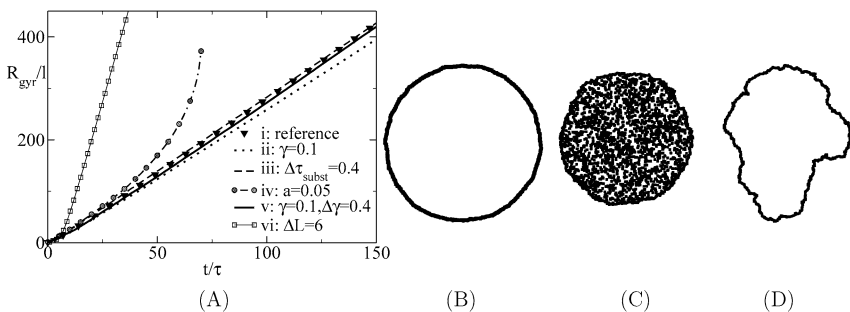 400
R_gyr/l
200
0
i: reference
ii: γ=0.1
iii: Δτ_subst=0.4
iv: a=0.05
v: γ=0.1,Δγ=0.4
vi: ΔL=6
0 50 100 150
t/τ
(A) (B) (C) (D)